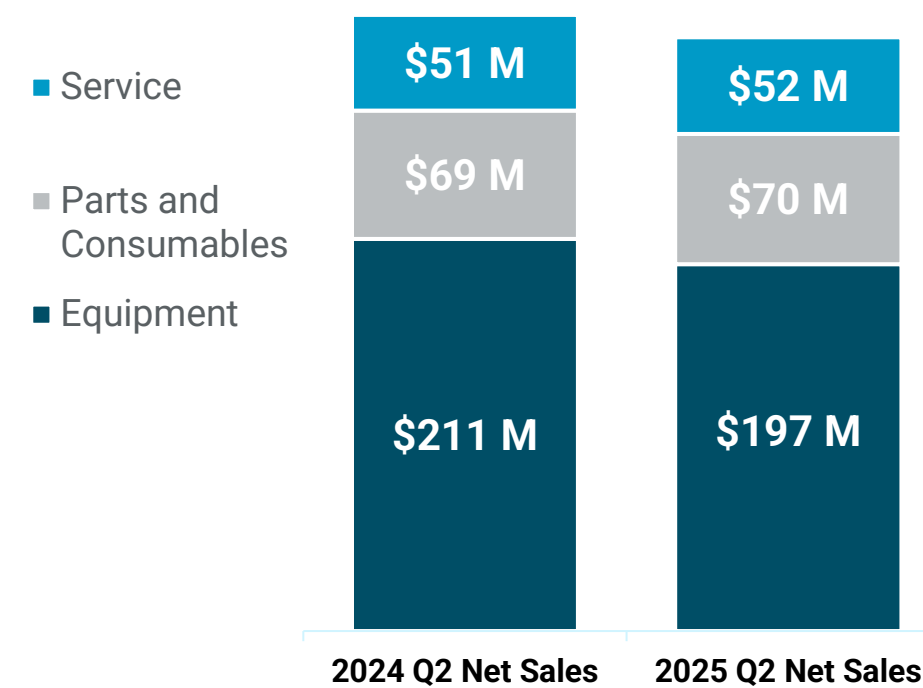 Service
Parts and
Consumables
Equipment
$51 M
$69 M
$211 M
$52 M
$70 M
$197 M
2024 Q2 Net Sales
2025 Q2 Net Sales